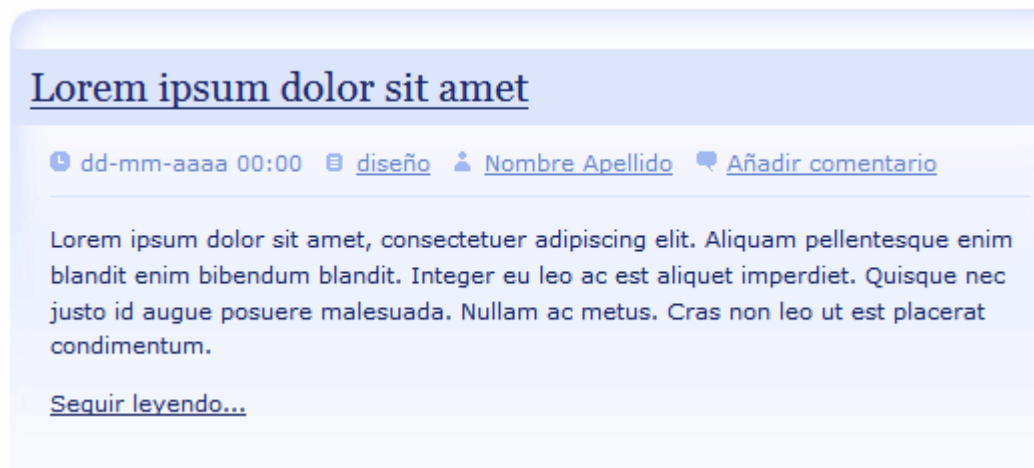 Lorem ipsum dolor sit amet
dd-mm-aaaa 00:00 diseño Nombre Apellido Añadir comentario
Lorem ipsum dolor sit amet, consectetuer adipiscing elit. Aliquam pellentesque enim
blandit enim bibendum blandit. Integer eu leo ac est aliquet imperdiet. Quisque nec
justo id augue posuere malesuada. Nullam ac metus. Cras non leo ut est placerat
condimentum.
Seguir leyendo...